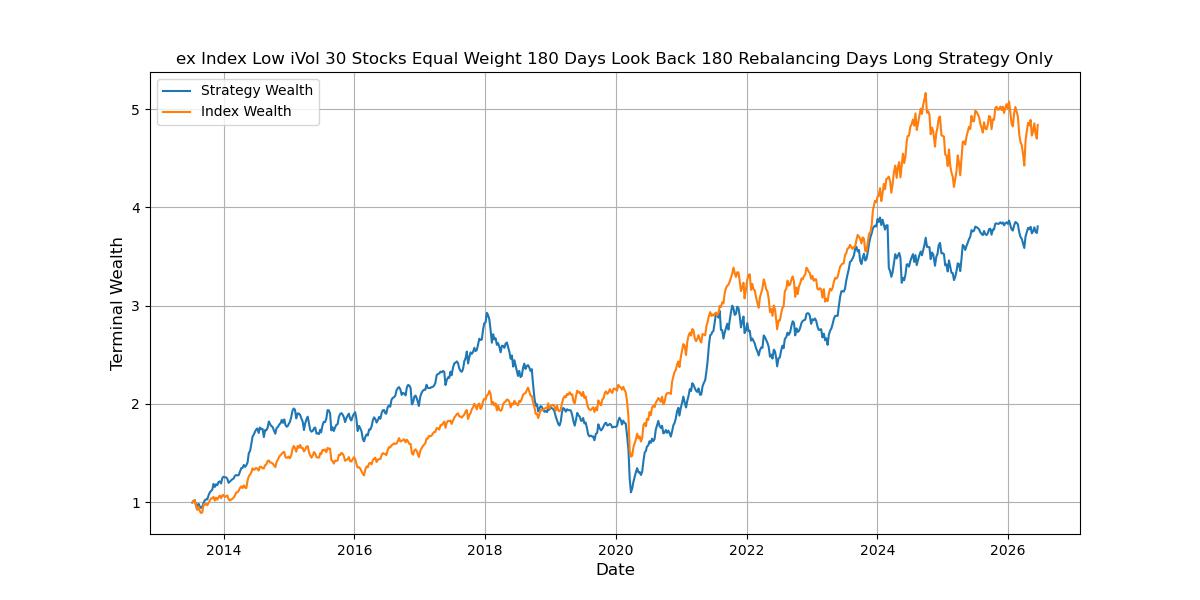 ex Index Low iVol 30 Stocks Equal Weight 180 Days Look Back 180 Rebalancing Days Long Strategy Only
Strategy Wealth
Index Wealth
Terminal Wealth
5
4
3
2
1
2014 2016 2018 2020 2022 2024 2026
Date